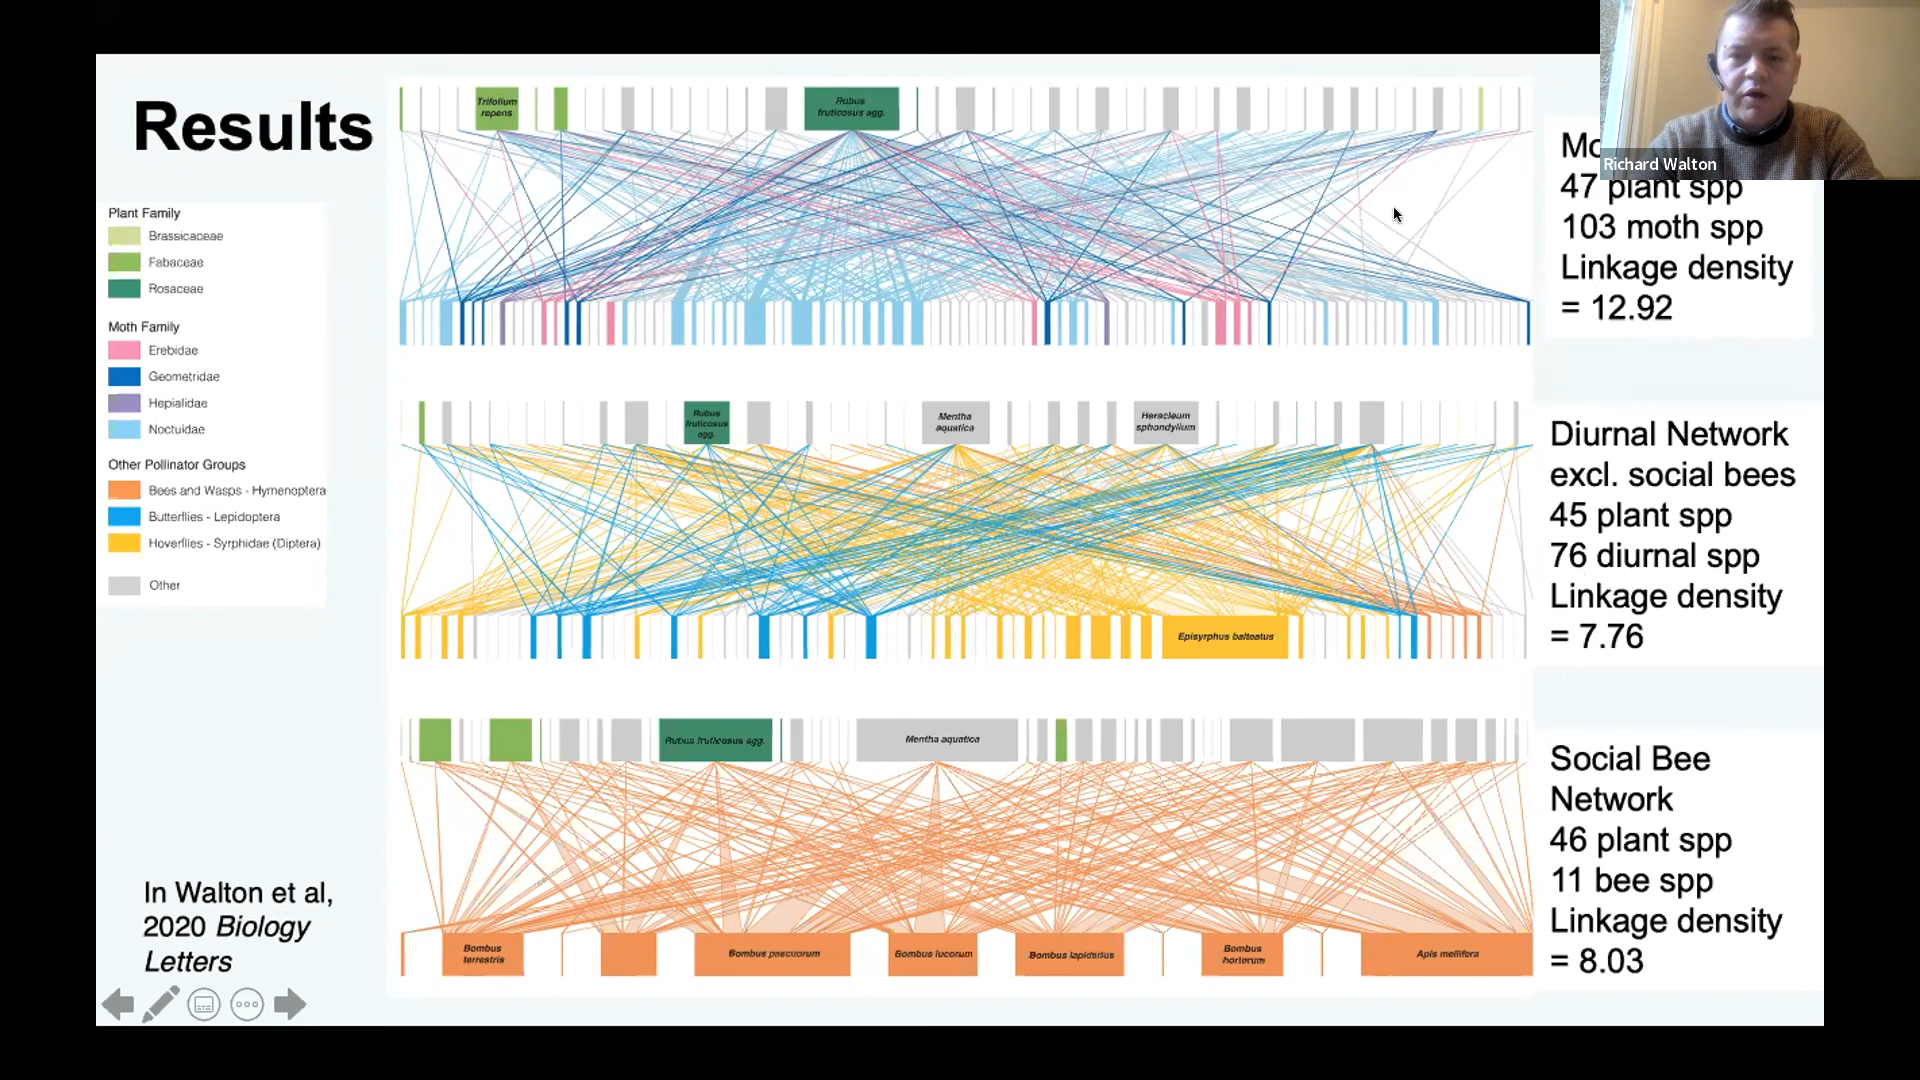 Results
Plant Family
Brassicaceae
Fabaceae
Rosaceae
Moth Family
Erebidae
Geometridae
Hepialidae
Noctuidae
Other Pollinator Groups
Bees and Wasps - Hymenoptera
Butterflies - Lepidoptera
Hoverflies - Syrphidae (Diptera)
Other
In Walton et al,
2020 Biology
Letters
Trifolium
repens
Rubus
fruticosus agg.
Rubus
fruticosus
agg.
Mentha
aquatica
Heracleum
sphondylium
Episyrphus balteatus
Rubus fruticosus agg.
Mentha aquatica
Bombus
terrestris
Bombus pascuorum
Bombus lucorum
Bombus lapidarius
Bombus
hortorum
Apis mellifera
47 plant spp
103 moth spp
Linkage density
= 12.92
Diurnal Network
excl. social bees
45 plant spp
76 diurnal spp
Linkage density
= 7.76
Social Bee
Network
46 plant spp
11 bee spp
Linkage density
= 8.03
Richard Walton